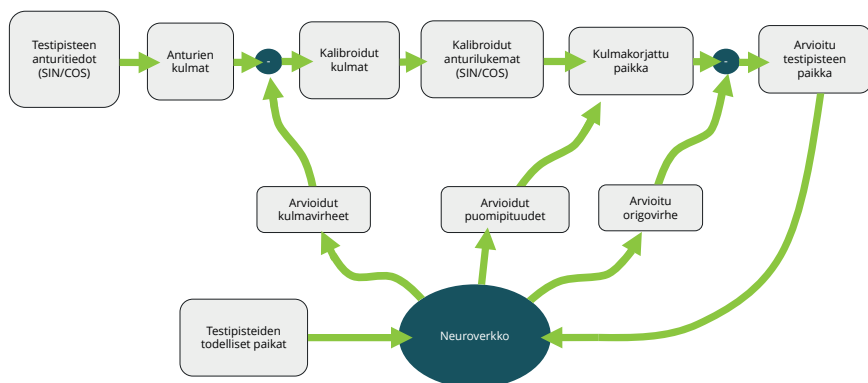 Testipisteen
anturitiedot
(SIN/COS)
Anturien
kulmat
-
Kalibroidut
kulmat
Kalibroidut
anturilukemat
(SIN/COS)
Kulmakorjattu
paikka
-
Arvioitu
testipisteen
paikka
Arvioidut
kulmavirheet
Arvioidut
puomipituudet
Arvioitu
origovirhe
Testipisteiden
todelliset paikat
Neuroverkko